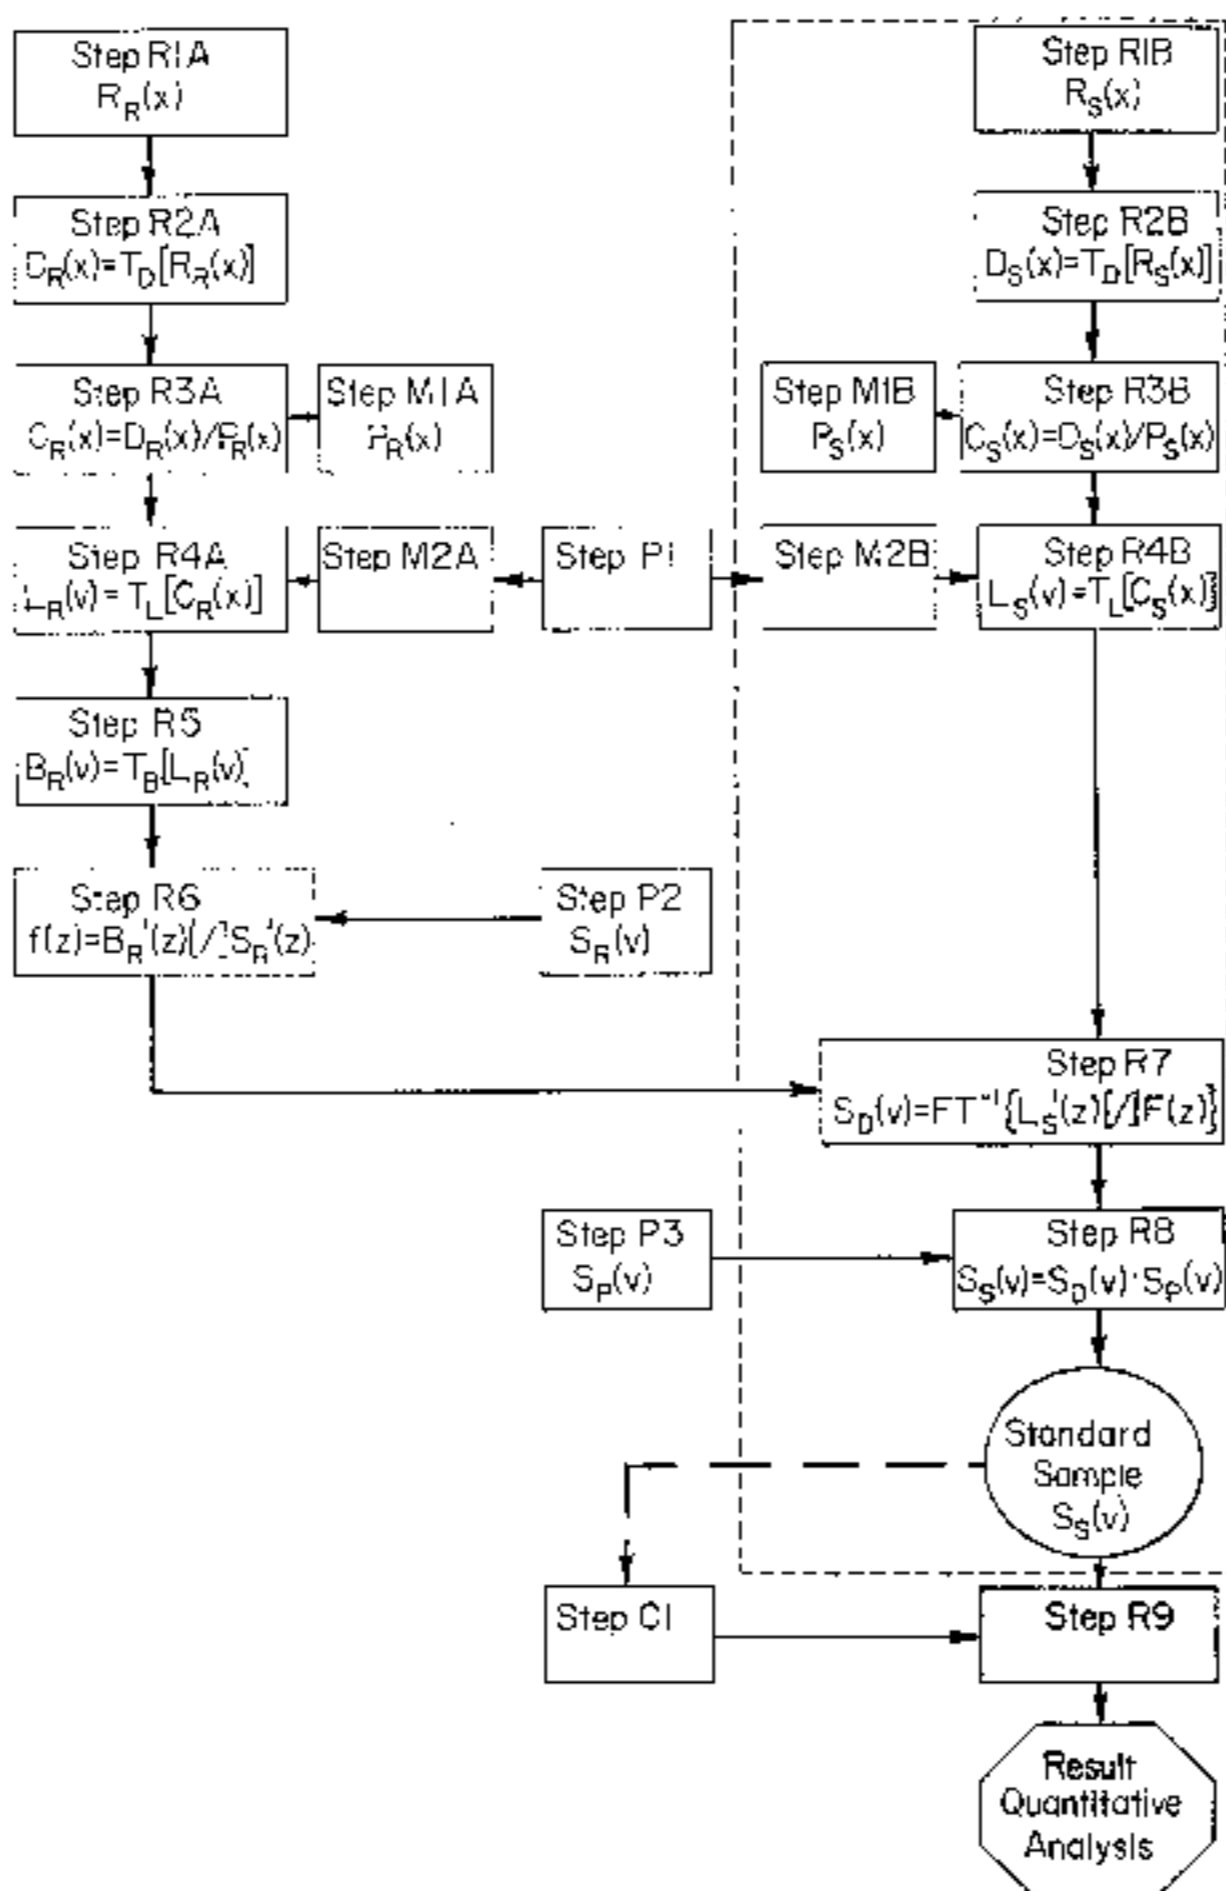 Step R1A
R_R(x)
Step R1B
R_S(x)
Step R2A
D_R(x)=T_D[R_R(x)]
Step R2B
D_S(x)=T_D[R_S(x)]
Step R3A
C_R(x)=D_R(x)/P_R(x)
Step M1A
P_R(x)
Step M1B
P_S(x)
Step R3B
C_S(x)=D_S(x)/P_S(x)
Step R4A
L_R(v)=T_L[C_R(x)]
Step M2A
Step P1
Step M2B
Step R4B
L_S(v)=T_L[C_S(x)]
Step R5
B_R(v)=T_B[L_R(v)]
Step R6
f(z)=B_R'(z)[/]S_R'(z)
Step P2
S_R(v)
Step R7
S_D(v)=FT⁻¹{L_S'(z)[/]F(z)}
Step P3
S_P(v)
Step R8
S_S(v)=S_D(v)·S_P(v)
Standard
Sample
S_S(v)
Step C1
Step R9
Result
Quantitative
Analysis